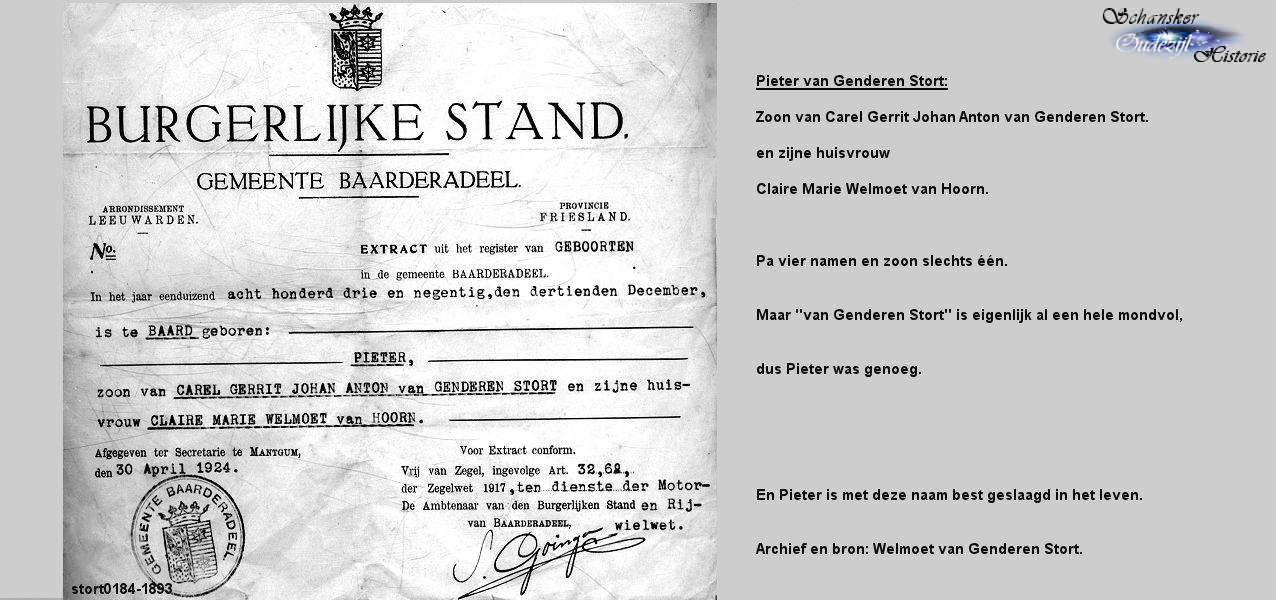 BURGERLIJKE STAND.
GEMEENTE BAARDERADEEL.
ARRONDISSEMENT
LEEUWARDEN.
PROVINCIE
FRIESLAND.
No.
EXTRACT uit het register van GEBOORTEN
in de gemeente BAARDERADEEL.
In het jaar eenduizend acht honderd drie en negentig,den dertienden December,
is te BAARD geboren:
PIETER,
zoon van CAREL GERRIT JOHAN ANTON van GENDEREN STORT en zijne huis-
vrouw CLAIRE MARIE WELMOET van HOORN.
Afgegeven ter Secretarie te MANTGUM,
den 30 April 1924.
Voor Extract conform.
Vrij van Zegel, ingevolge Art. 32,62,
der Zegelwet 1917,ten dienste der Motor-
De Ambtenaar van den Burgerlijken Stand en Rij-
van BAARDERADEEL, wielwet.
S. Goinga
GEMEENTE BAARDERADEEL
stort0184-1893
Schansker
Oudezijl
Historie
Pieter van Genderen Stort:
Zoon van Carel Gerrit Johan Anton van Genderen Stort.
en zijne huisvrouw
Claire Marie Welmoet van Hoorn.
Pa vier namen en zoon slechts één.
Maar "van Genderen Stort" is eigenlijk al een hele mondvol,
dus Pieter was genoeg.
En Pieter is met deze naam best geslaagd in het leven.
Archief en bron: Welmoet van Genderen Stort.